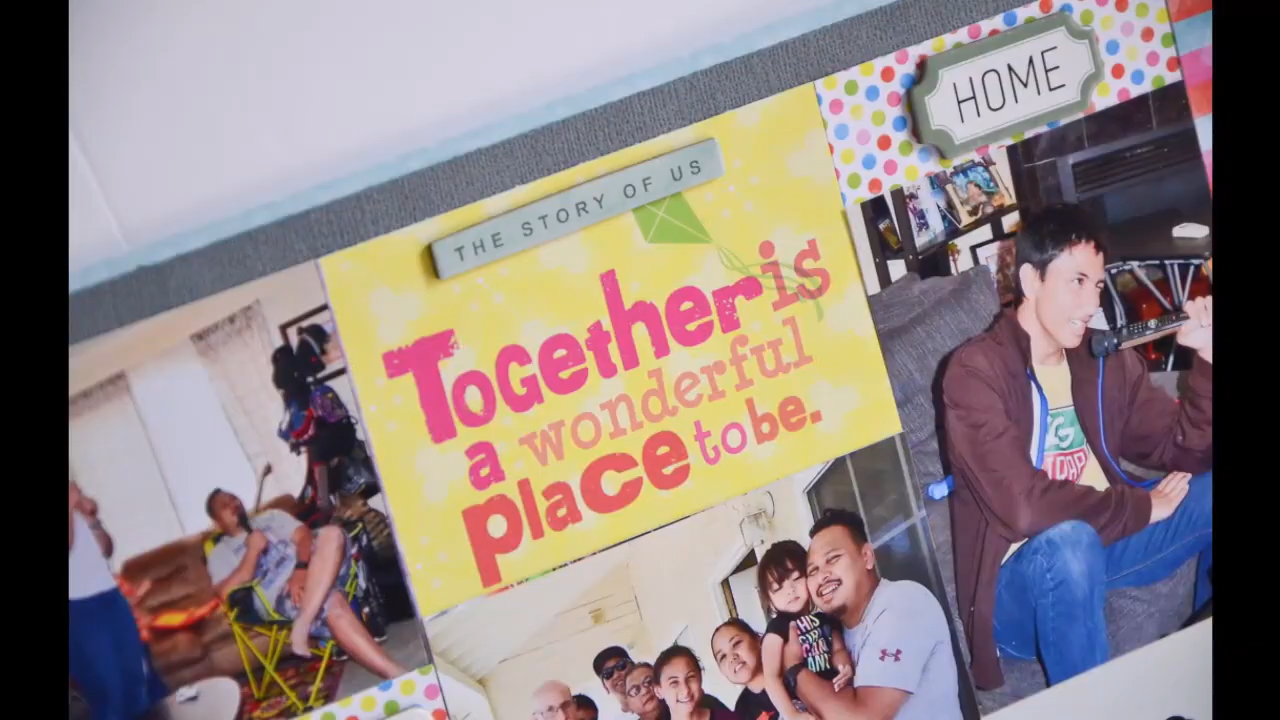 HOME
THE STORY OF US
Together is
a wonderful
place to be.